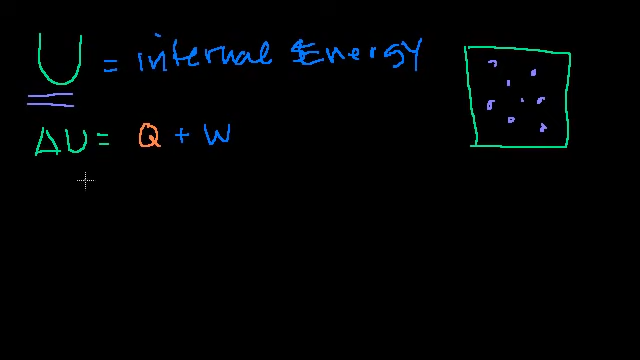 U = internal Energy
ΔU = Q + W